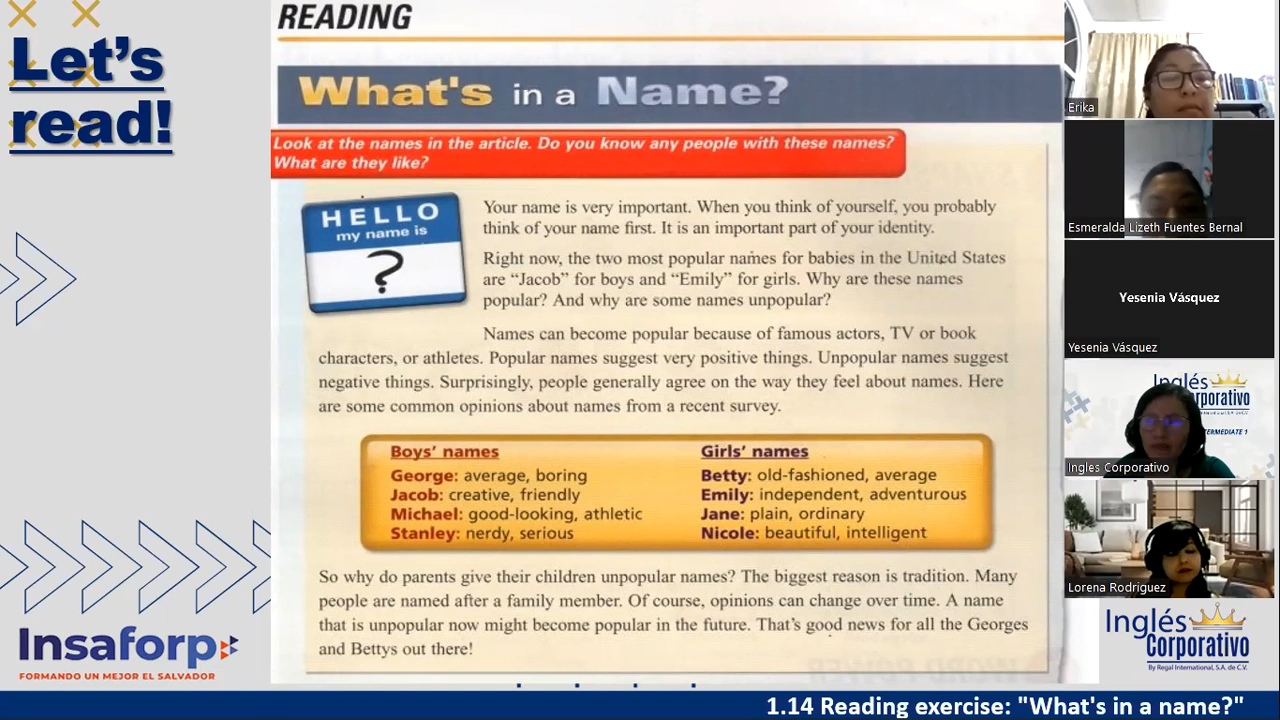 Let's
read!
READING
What's in a Name?
Look at the names in the article. Do you know any people with these names?
What are they like?
HELLO
my name is
?
Your name is very important. When you think of yourself, you probably
think of your name first. It is an important part of your identity.
Right now, the two most popular names for babies in the United States
are “Jacob” for boys and “Emily” for girls. Why are these names
popular? And why are some names unpopular?
Names can become popular because of famous actors, TV or book
characters, or athletes. Popular names suggest very positive things. Unpopular names suggest
negative things. Surprisingly, people generally agree on the way they feel about names. Here
are some common opinions about names from a recent survey.
Boys' names
George: average, boring
Jacob: creative, friendly
Michael: good-looking, athletic
Stanley: nerdy, serious
Girls' names
Betty: old-fashioned, average
Emily: independent, adventurous
Jane: plain, ordinary
Nicole: beautiful, intelligent
So why do parents give their children unpopular names? The biggest reason is tradition. Many
people are named after a family member. Of course, opinions can change over time. A name
that is unpopular now might become popular in the future. That's good news for all the Georges
and Bettys out there!
Insaforp
FORMANDO UN MEJOR EL SALVADOR
Erika
Esmeralda Lizeth Fuentes Bernal
Yesenia Vásquez
Yesenia Vásquez
Inglés
Ingles Corporativo
Lorena Rodriguez
Inglés
Corporativo
By Regal International, S.A. de C.V.
1.14 Reading exercise: "What's in a name?"